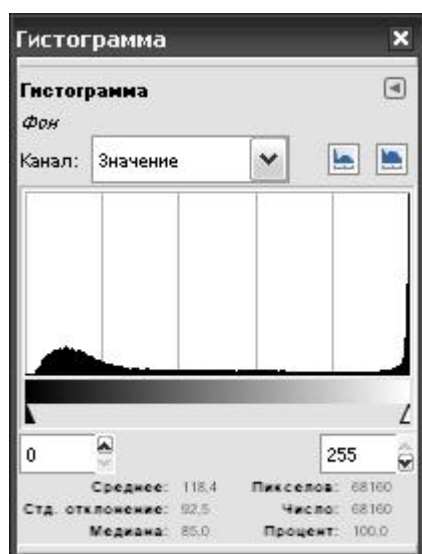 Гистограмма
Гистограмма
Фон
Канал: Значение
0 255
Среднее: 118,4 Пикселов: 68160
Стд. отклонение: 92,5 Число: 68160
Медиана: 85,0 Процент: 100,0